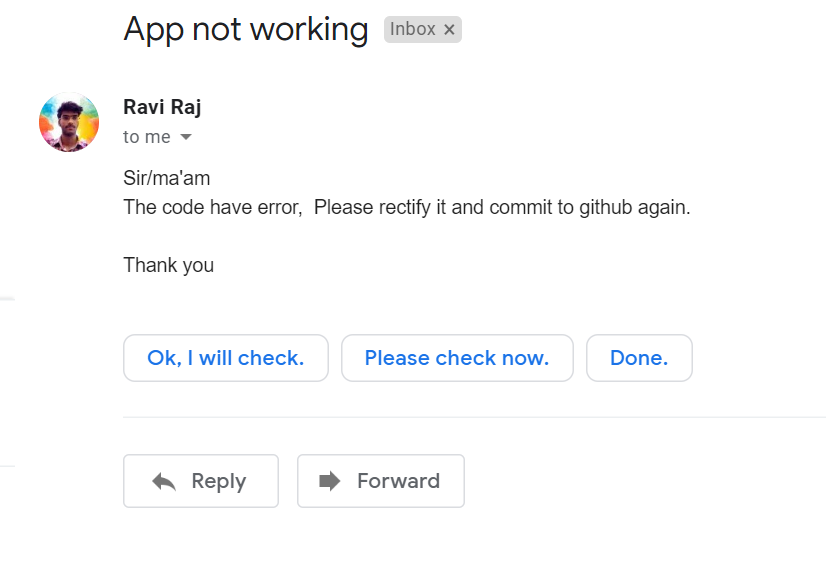 App not working
Inbox ×
Ravi Raj
to me
Sir/ma'am
The code have error,  Please rectify it and commit to github again.
Thank you
Ok, I will check.
Please check now.
Done.
Reply
Forward